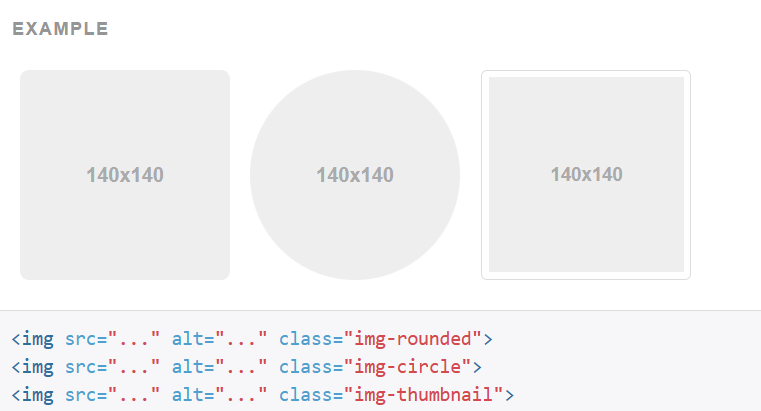 EXAMPLE
140x140 140x140 140x140
<img src="..." alt="..." class="img-rounded">
<img src="..." alt="..." class="img-circle">
<img src="..." alt="..." class="img-thumbnail">